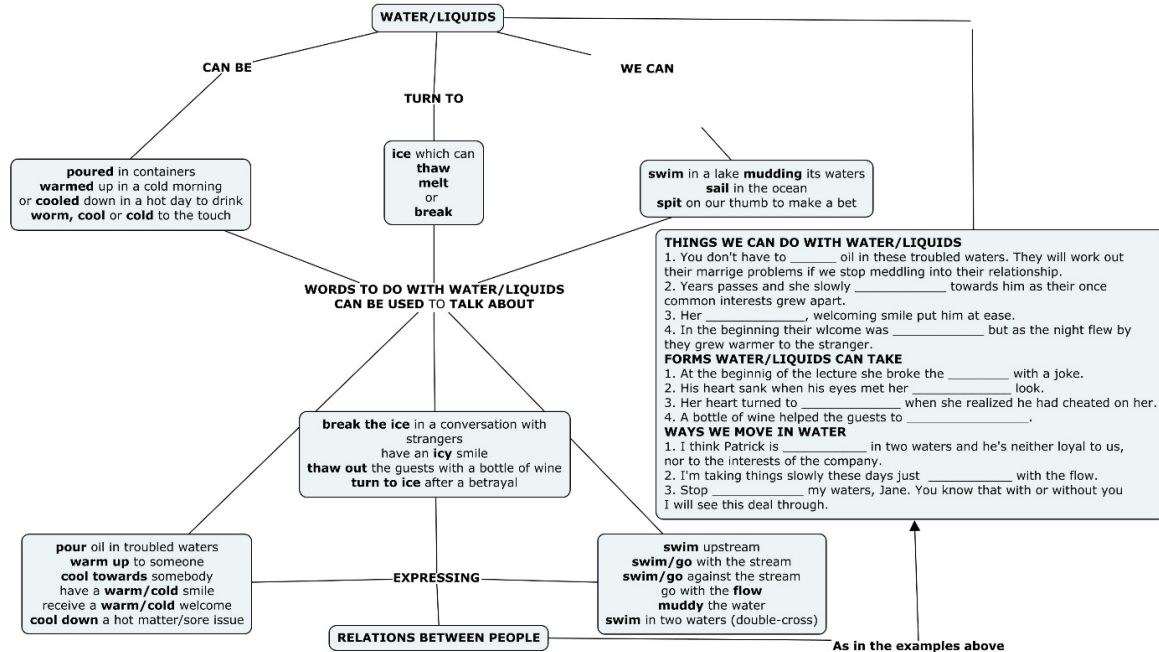 WATER/LIQUIDS
CAN BE
WE CAN
TURN TO
poured in containers
warmed up in a cold morning
or cooled down in a hot day to drink
worm, cool or cold to the touch
ice which can
thaw
melt
or
break
swim in a lake mudding its waters
sail in the ocean
spit on our thumb to make a bet
WORDS TO DO WITH WATER/LIQUIDS
CAN BE USED TO TALK ABOUT
THINGS WE CAN DO WITH WATER/LIQUIDS
1. You don't have to _______ oil in these troubled waters. They will work out
their marrige problems if we stop meddling into their relationship.
2. Years passes and she slowly ______________ towards him as their once
common interests grew apart.
3. Her _______________, welcoming smile put him at ease.
4. In the beginning their wlcome was ______________ but as the night flew by
they grew warmer to the stranger.
FORMS WATER/LIQUIDS CAN TAKE
1. At the beginnig of the lecture she broke the _________ with a joke.
2. His heart sank when his eyes met her _______________ look.
3. Her heart turned to _______________ when she realized he had cheated on her.
4. A bottle of wine helped the guests to ___________________.
WAYS WE MOVE IN WATER
1. I think Patrick is _____________ in two waters and he's neither loyal to us,
nor to the interests of the company.
2. I'm taking things slowly these days just _____________ with the flow.
3. Stop ______________ my waters, Jane. You know that with or without you
I will see this deal through.
break the ice in a conversation with
strangers
have an icy smile
thaw out the guests with a bottle of wine
turn to ice after a betrayal
pour oil in troubled waters
warm up to someone
cool towards somebody
have a warm/cold smile
receive a warm/cold welcome
cool down a hot matter/sore issue
EXPRESSING
swim upstream
swim/go with the stream
swim/go against the stream
go with the flow
muddy the water
swim in two waters (double-cross)
RELATIONS BETWEEN PEOPLE
As in the examples above